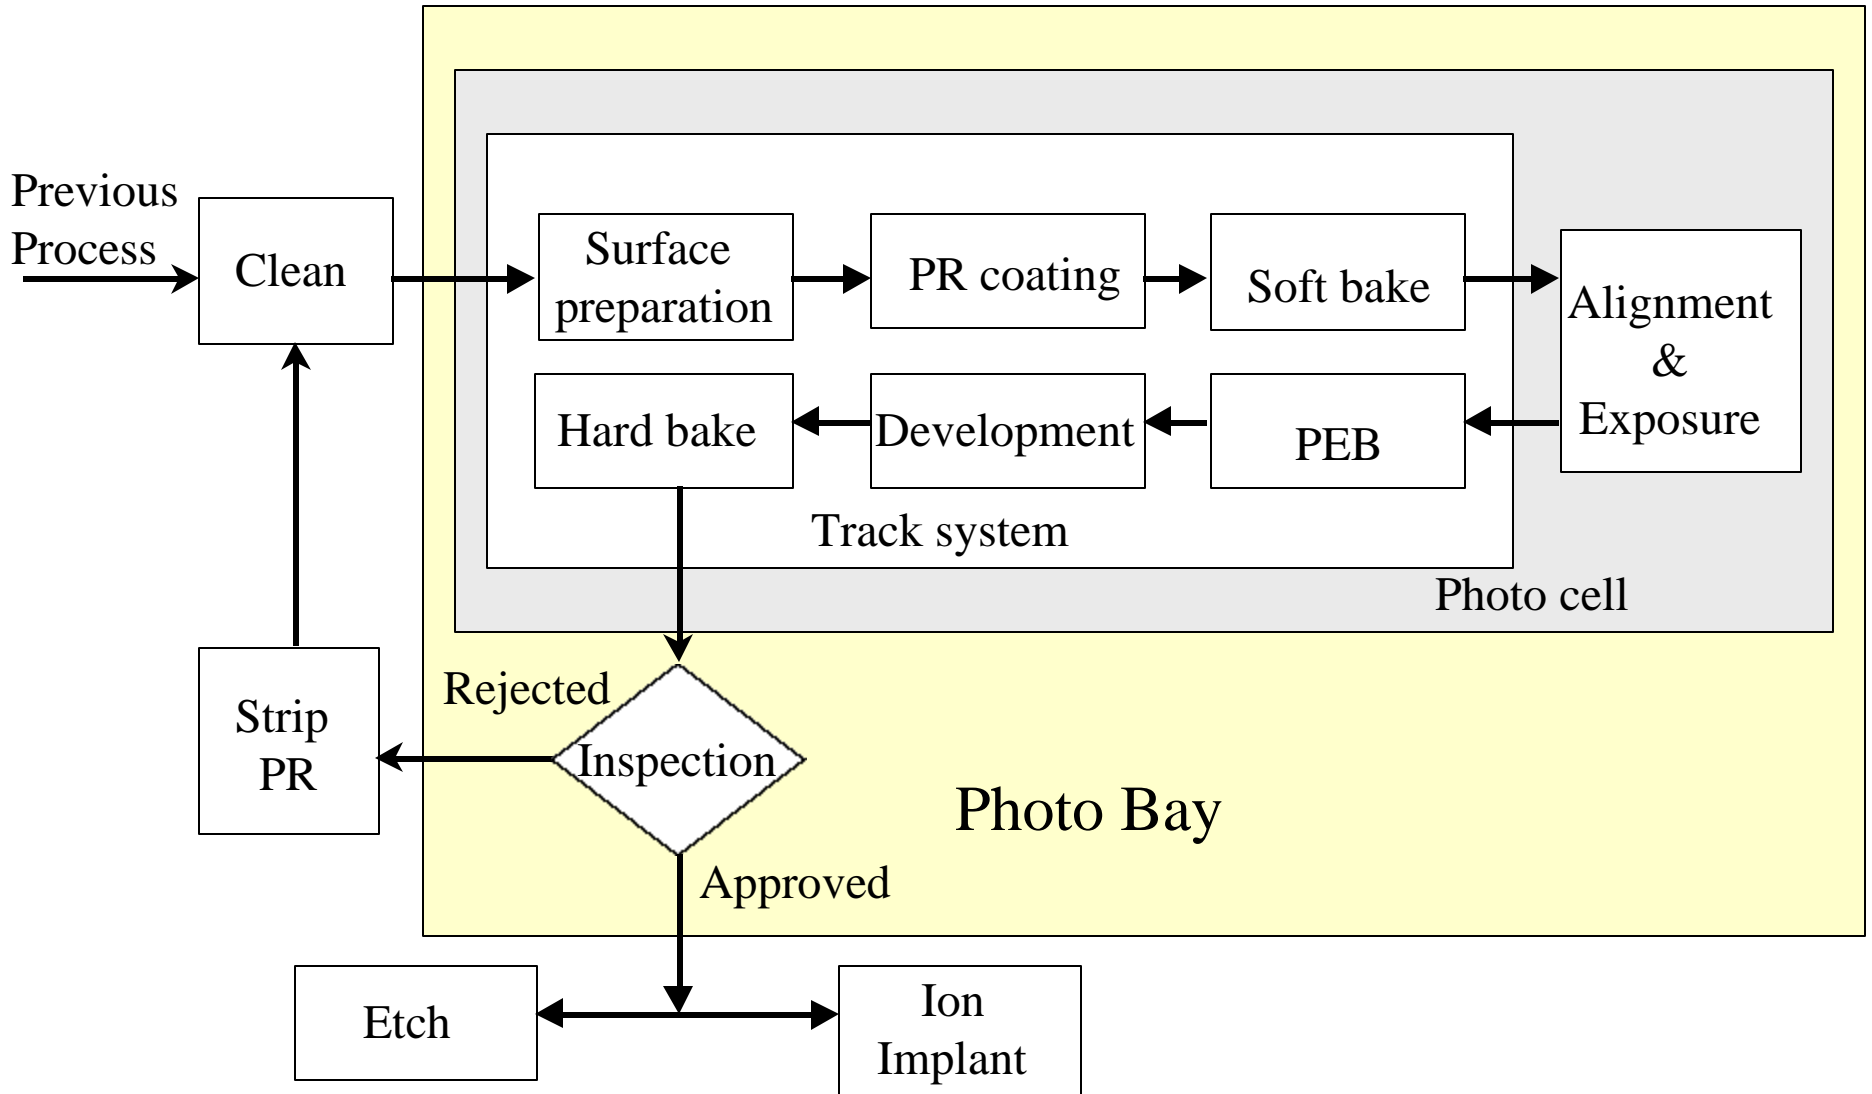 Previous
Process
Clean
Surface
preparation
PR coating
Soft bake
Alignment
&
Exposure
Hard bake
Development
PEB
Track system
Photo cell
Rejected
Strip
PR
Inspection
Photo Bay
Approved
Etch
Ion
Implant